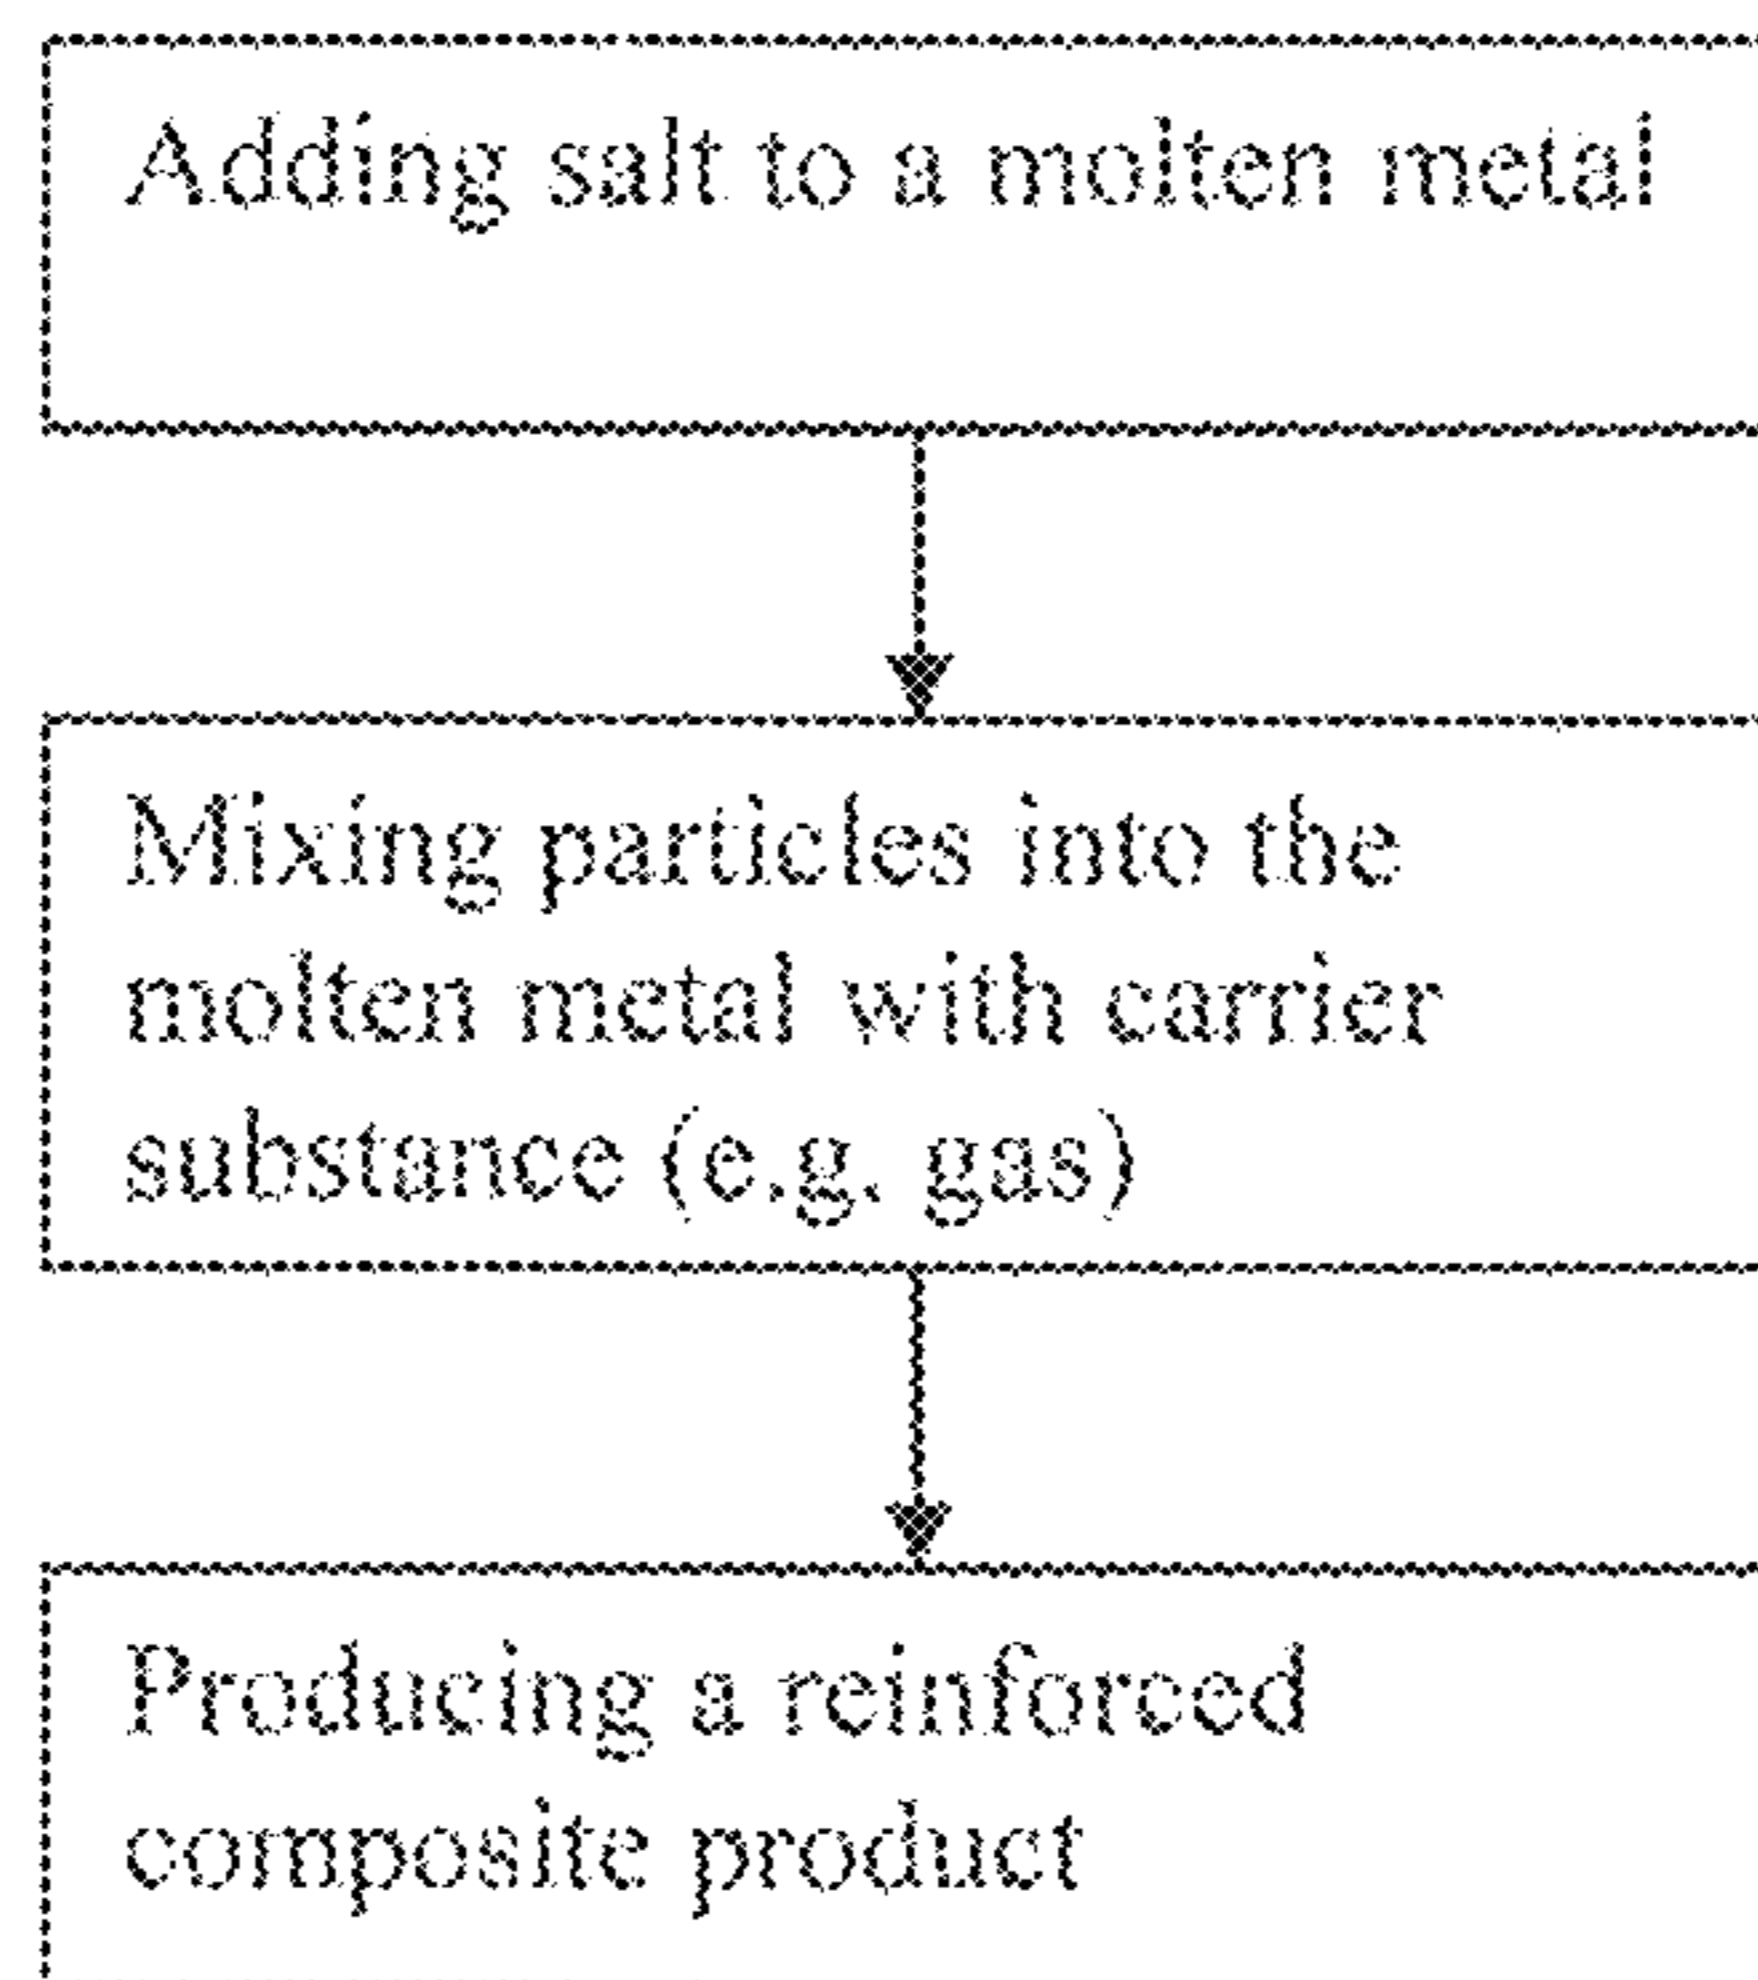 Adding salt to a molten metal
Mixing particles into the
molten metal with carrier
substance (e.g. gas)
Producing a reinforced
composite product